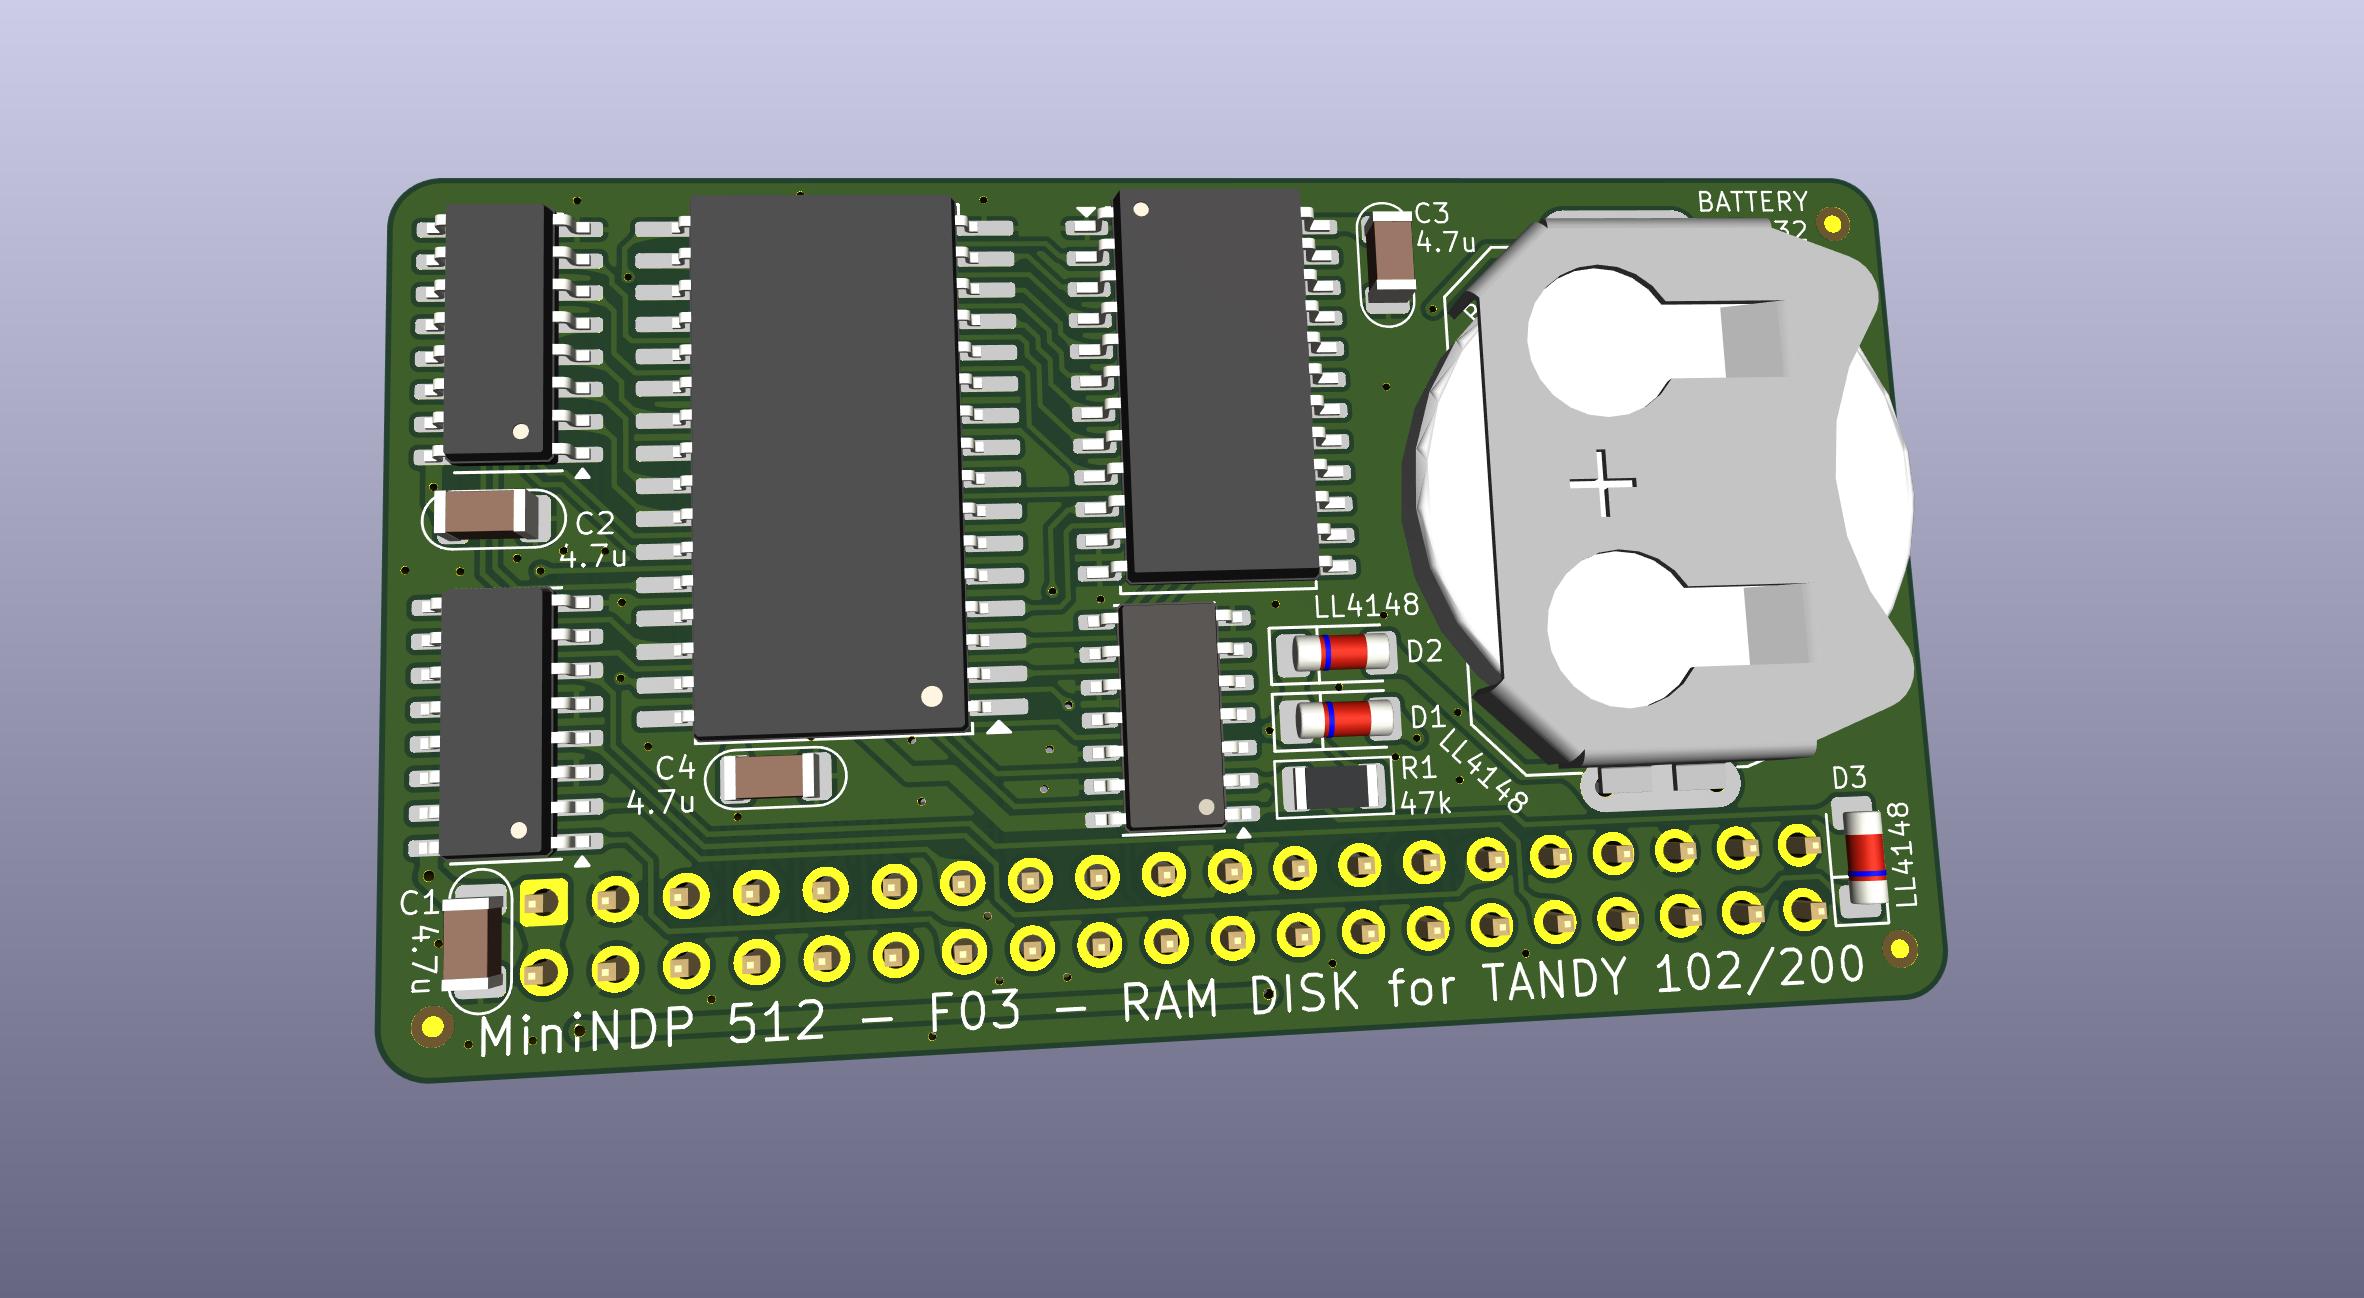 BATTERY
32
C3
4.7u
C2
4.7u
LL4148
D2
D1
LL4148
C4
4.7u
R1
47k
D3
LL4148
C1
4.7u
MiniNDP 512 – F03 – RAM DISK for TANDY 102/200